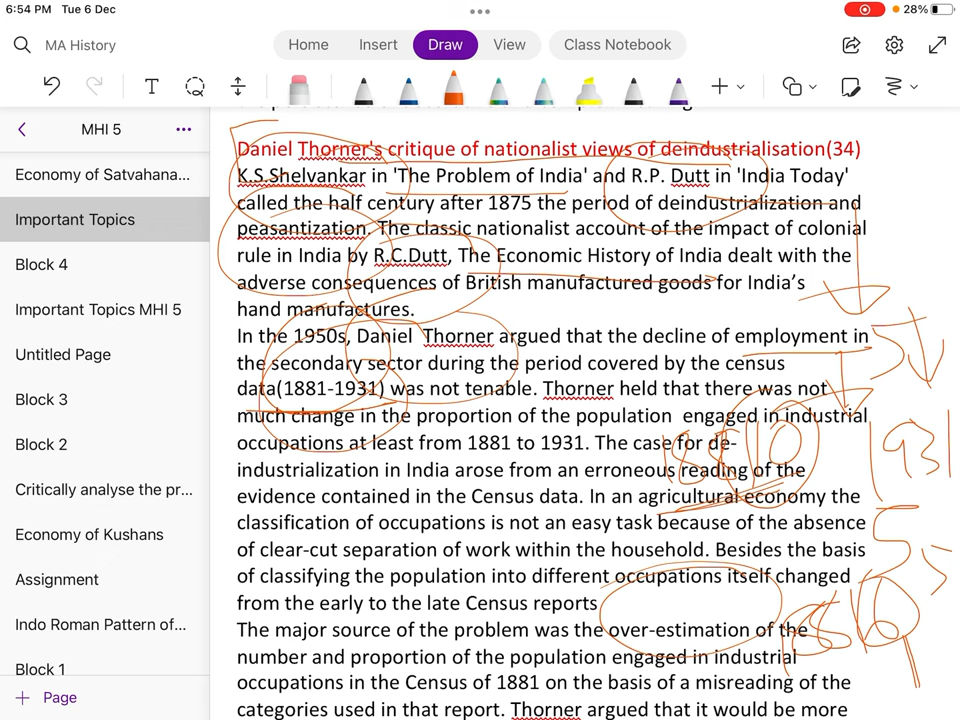 6:54 PM Tue 6 Dec
28%
MA History
Home Insert Draw View Class Notebook
MHI 5
Economy of Satvahana...
Important Topics
Block 4
Important Topics MHI 5
Untitled Page
Block 3
Block 2
Critically analyse the pr...
Economy of Kushans
Assignment
Indo Roman Pattern of...
Block 1
Page
Daniel Thorner's critique of nationalist views of deindustrialisation(34)
K.S.Shelvankar in 'The Problem of India' and R.P. Dutt in 'India Today'
called the half century after 1875 the period of deindustrialization and
peasantization. The classic nationalist account of the impact of colonial
rule in India by R.C.Dutt, The Economic History of India dealt with the
adverse consequences of British manufactured goods for India's
hand manufactures.
In the 1950s, Daniel Thorner argued that the decline of employment in
the secondary sector during the period covered by the census
data(1881-1931) was not tenable. Thorner held that there was not
much change in the proportion of the population engaged in industrial
occupations at least from 1881 to 1931. The case for de-
industrialization in India arose from an erroneous reading of the
evidence contained in the Census data. In an agricultural economy the
classification of occupations is not an easy task because of the absence
of clear-cut separation of work within the household. Besides the basis
of classifying the population into different occupations itself changed
from the early to the late Census reports
The major source of the problem was the over-estimation of the
number and proportion of the population engaged in industrial
occupations in the Census of 1881 on the basis of a misreading of the
categories used in that report. Thorner argued that it would be more
1931